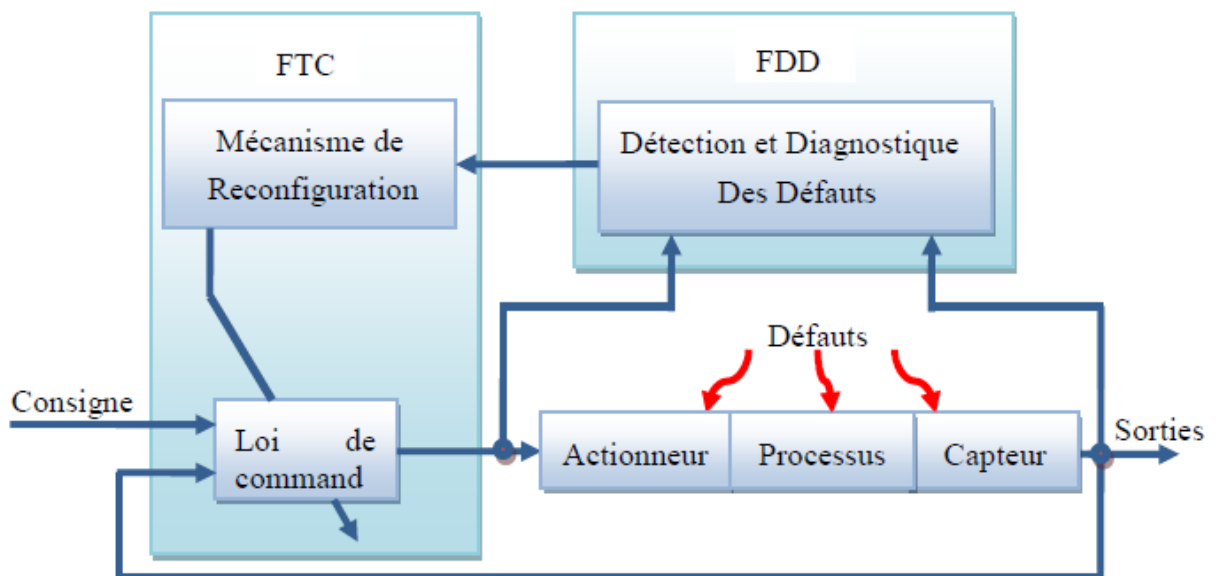 FTC
Mécanisme de
Reconfiguration
FDD
Détection et Diagnostique
Des Défauts
Défauts
Consigne
Loi de
command
Actionneur
Processus
Capteur
Sorties